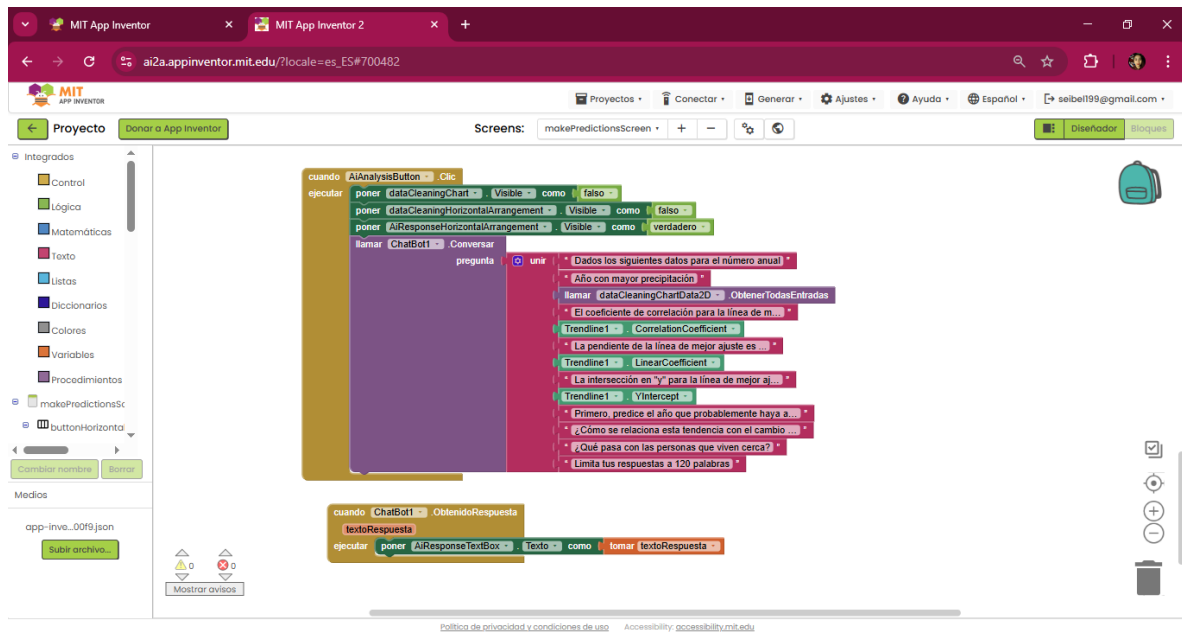 MIT App Inventor
MIT App Inventor 2
ai2a.appinventor.mit.edu/?locale=es_ES#700482
MIT
APP INVENTOR
Proyectos
Conectar
Generar
Ajustes
Ayuda
Español
seibel199@gmail.com
Proyecto
Donar a App Inventor
Screens:
makePredictionsScreen
Diseñador
Bloques
Integrados
Control
Lógica
Matemáticas
Texto
Listas
Diccionarios
Colores
Variables
Procedimientos
makePredictionsSc
buttonHorizontal
Cambiar nombre
Borrar
Medios
app-inve...00f9.json
Subir archivo...
cuando AiAnalysisButton .Clic
ejecutar poner dataCleaningChart . Visible como falso
poner dataCleaningHorizontalArrangement . Visible como falso
poner AiResponseHorizontalArrangement . Visible como verdadero
llamar ChatBot1 .Conversar
pregunta unir " Dados los siguientes datos para el número anual) "
" Año con mayor precipitación "
llamar dataCleaningChartData2D .ObtenerTodasEntradas
" El coeficiente de correlación para la línea de m... "
Trendline1 . CorrelationCoefficient
" La pendiente de la línea de mejor ajuste es ... "
Trendline1 . LinearCoefficient
" La intersección en "y" para la línea de mejor aj... "
Trendline1 . YIntercept
" Primero, predice el año que probablemente haya a... "
" ¿Cómo se relaciona esta tendencia con el cambio ... "
" ¿Qué pasa con las personas que viven cerca? "
" Limita tus respuestas a 120 palabras "
cuando ChatBot1 .ObtenidoRespuesta
textoRespuesta
ejecutar poner AiResponseTextBox . Texto como tomar textoRespuesta
0
0
Mostrar avisos
Política de privacidad y condiciones de uso
Accessibility: accessibility.mit.edu